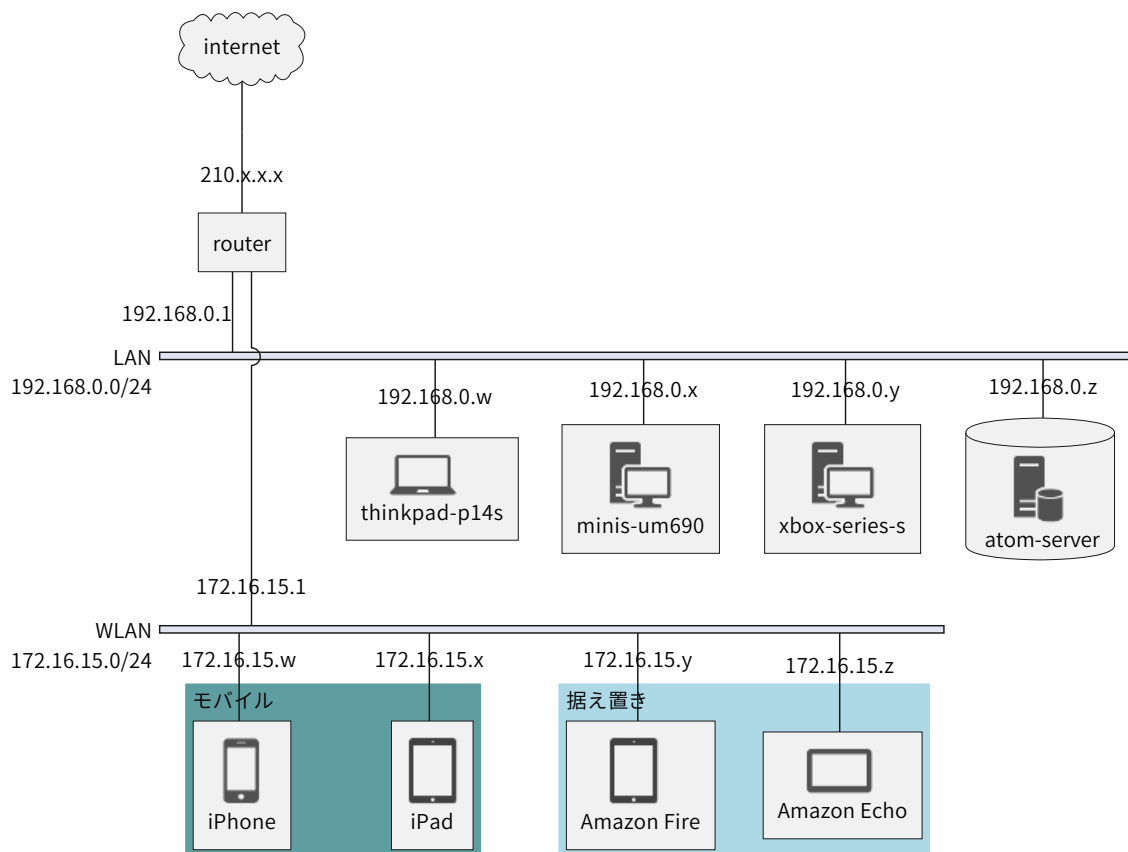 internet
210.x.x.x
router
192.168.0.1
LAN
192.168.0.0/24
192.168.0.w
192.168.0.x
192.168.0.y
192.168.0.z
thinkpad-p14s
minis-um690
xbox-series-s
atom-server
172.16.15.1
WLAN
172.16.15.0/24
172.16.15.w
172.16.15.x
172.16.15.y
172.16.15.z
モバイル
据え置き
iPhone
iPad
Amazon Fire
Amazon Echo